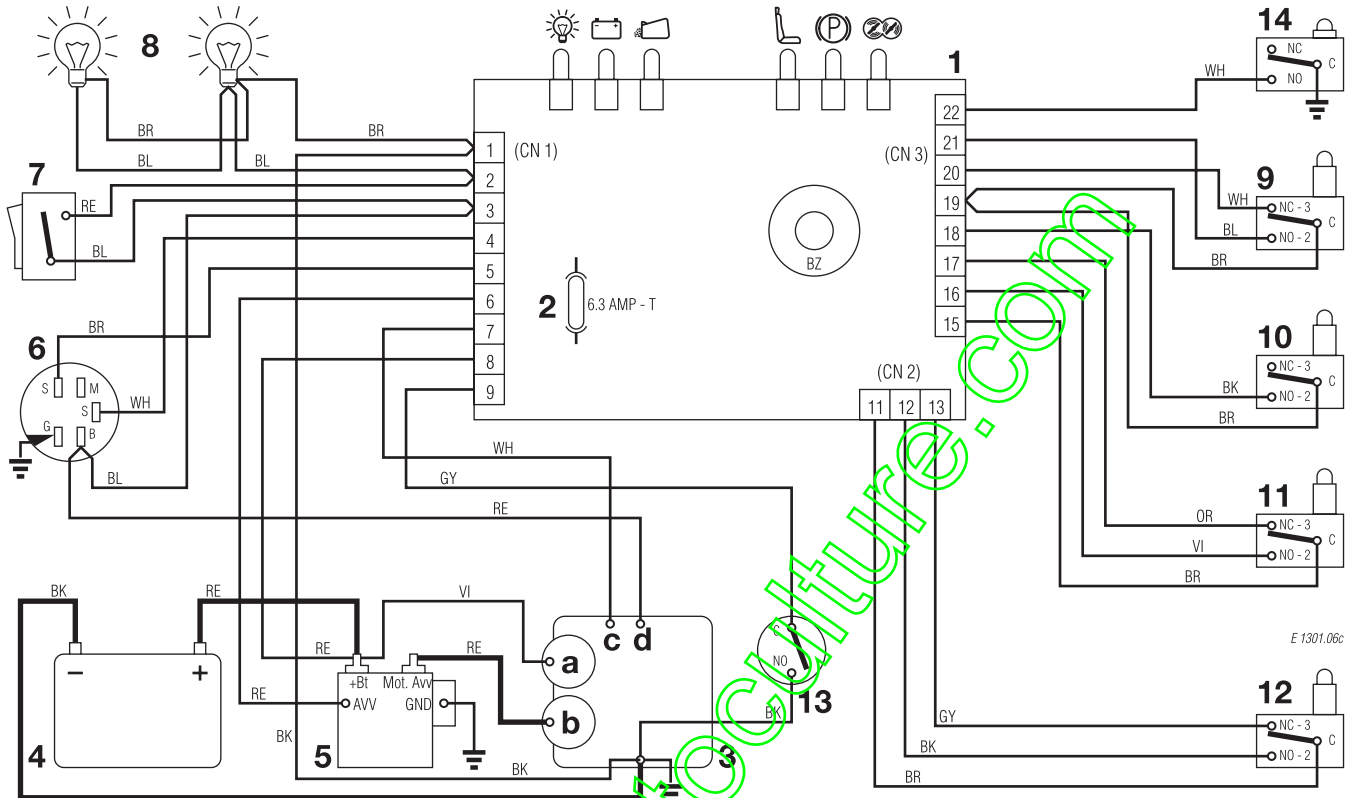 8
14
NC
C
NO
WH
1
22
21
20
19
18
17
16
15
(CN 3)
BR
BR
BL
BL
1
2
3
4
5
6
7
8
9
(CN 1)
7
RE
BL
BZ
2
6.3 AMP - T
9
WH
NC - 3
C
BL
NO - 2
BR
10
NC - 3
C
BK
NO - 2
BR
6
BR
S
M
S
WH
G
B
BL
(CN 2)
11
12
13
WH
GY
RE
11
OR
NC - 3
C
VI
NO - 2
BR
E 1301.06c
BK
RE
VI
4
-
+
RE
RE
+Bt
Mot. Avv
RE
AVV
GND
5
BK
BK
a
b
c
d
3
C
NO
13
BK
12
GY
NC - 3
C
BK
NO - 2
BR
P
- +
toculture.com